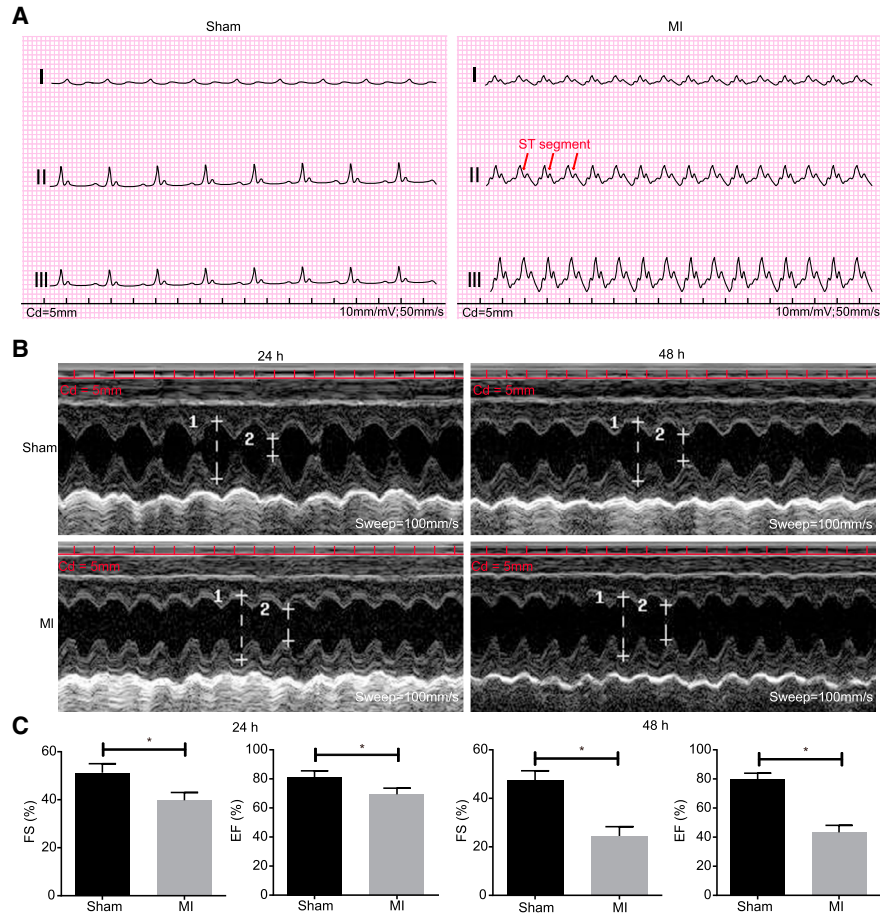 A
Sham
MI
I
II
III
Cd=5mm
10mm/mV;50mm/s
I
ST segment
II
III
Cd=5mm
10mm/mV;50mm/s
B
24 h
48 h
Sham
Cd = 5mm
1
2
Sweep=100mm/s
Cd = 5mm
1
2
Sweep=100mm/s
MI
Cd = 5mm
1
2
Sweep=100mm/s
Cd = 5mm
1
2
Sweep=100mm/s
C
24 h
48 h
FS (%)
60
40
20
0
*
Sham
MI
EF (%)
100
80
60
40
20
0
*
Sham
MI
FS (%)
60
40
20
0
*
Sham
MI
EF (%)
100
80
60
40
20
0
*
Sham
MI